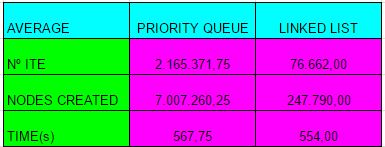 AVERAGE PRIORITY QUEUE LINKED LIST
Nº ITE 2.165.371,75 76.662,00
NODES CREATED 7.007.260,25 247.790,00
TIME(s) 567,75 554,00